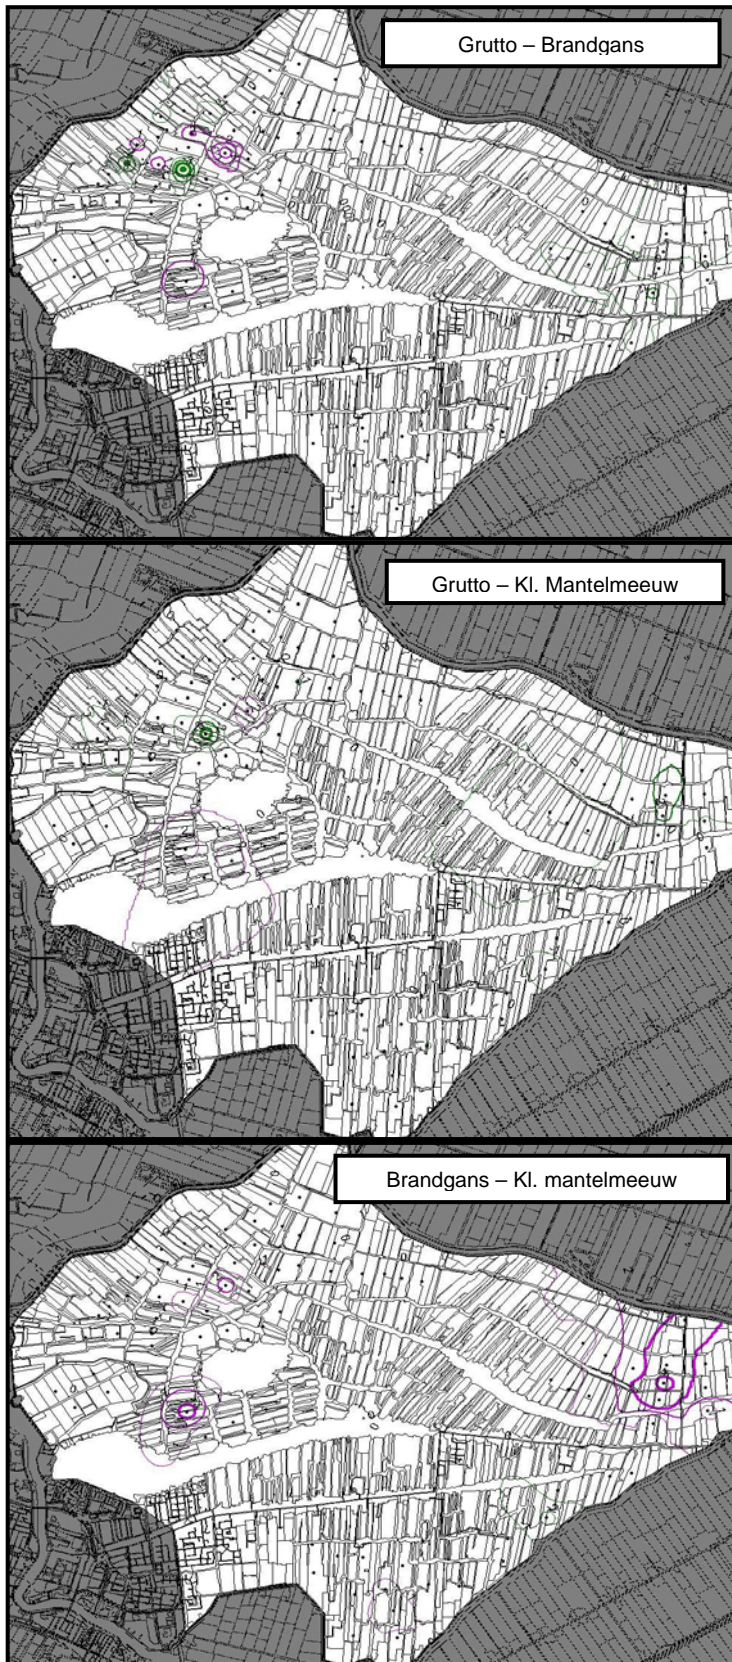 Grutto – Brandgans
Grutto – Kl. Mantelmeeuw
Brandgans – Kl. mantelmeeuw